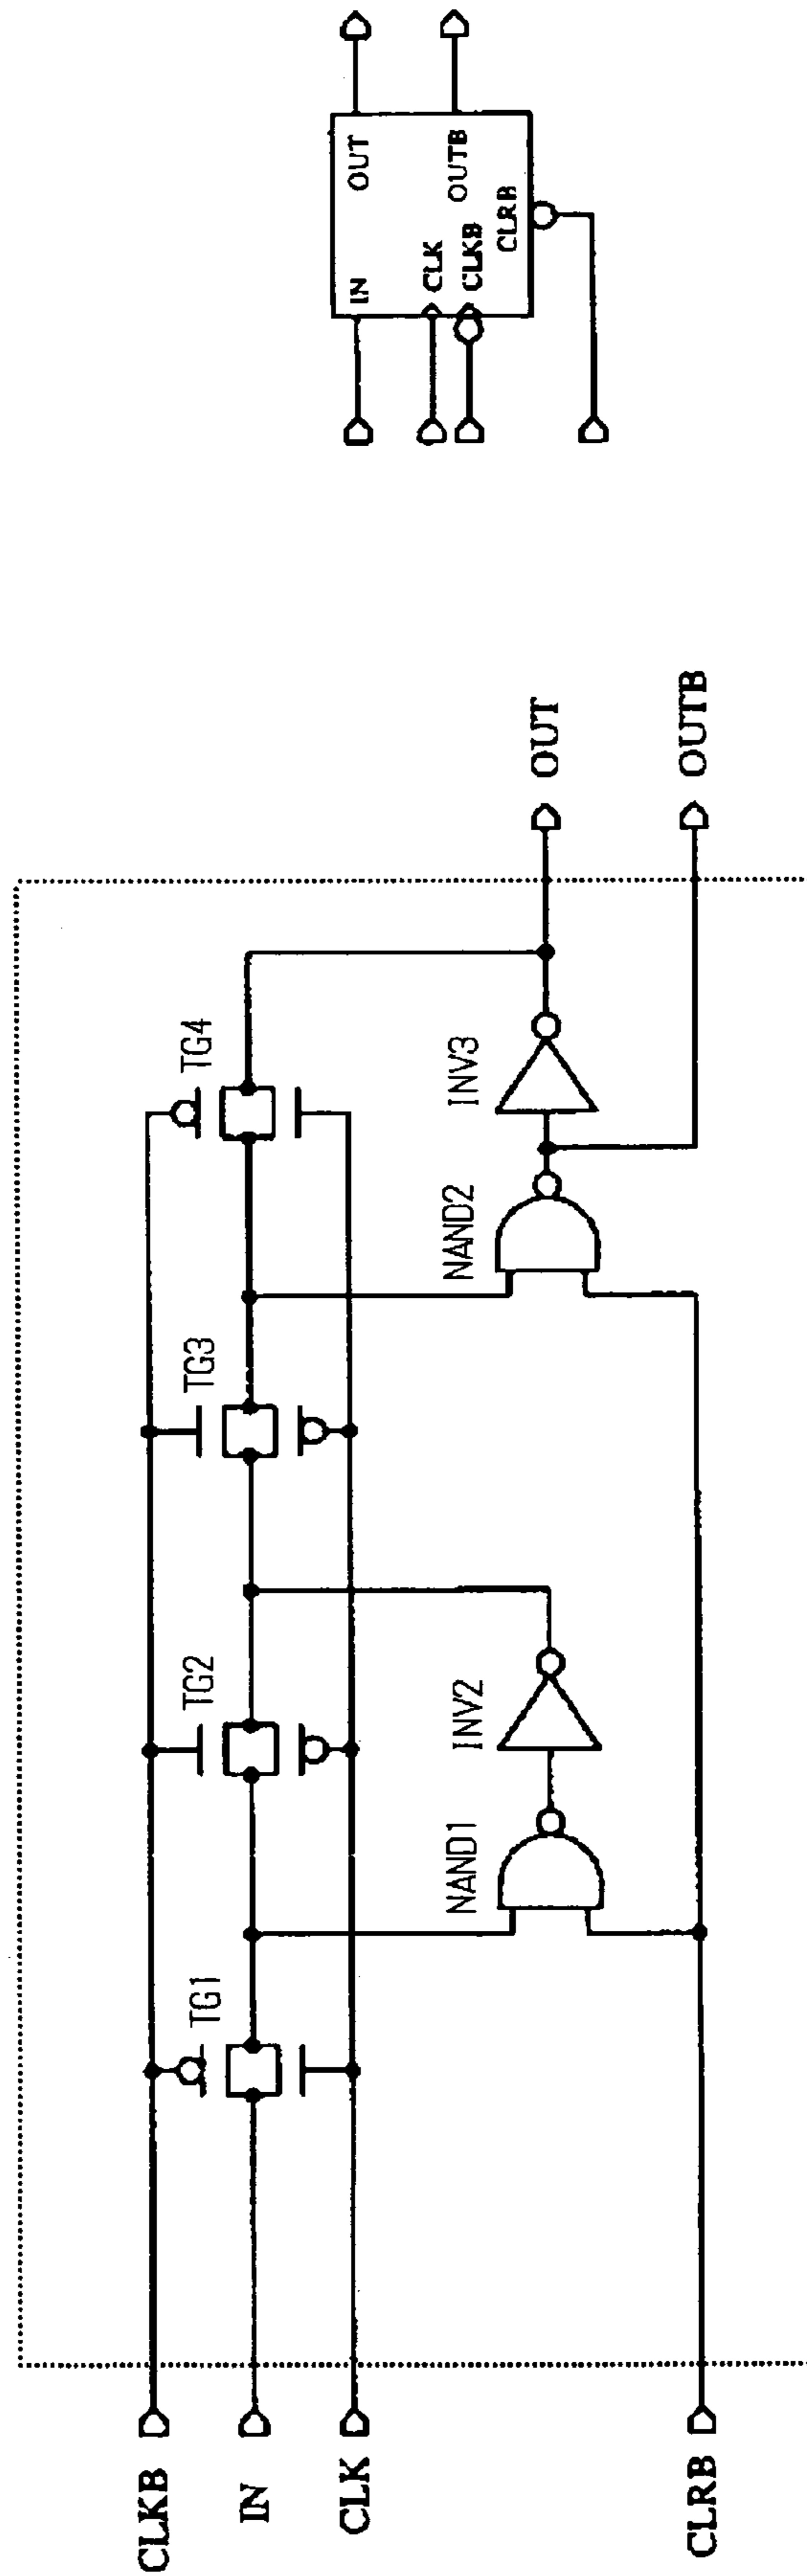 IN
OUT
CLK
CLKB
OUTB
CLRB
CLKB
IN
CLK
CLRB
TG1
TG2
TG3
TG4
NAND1
INV2
NAND2
INV3
OUT
OUTB